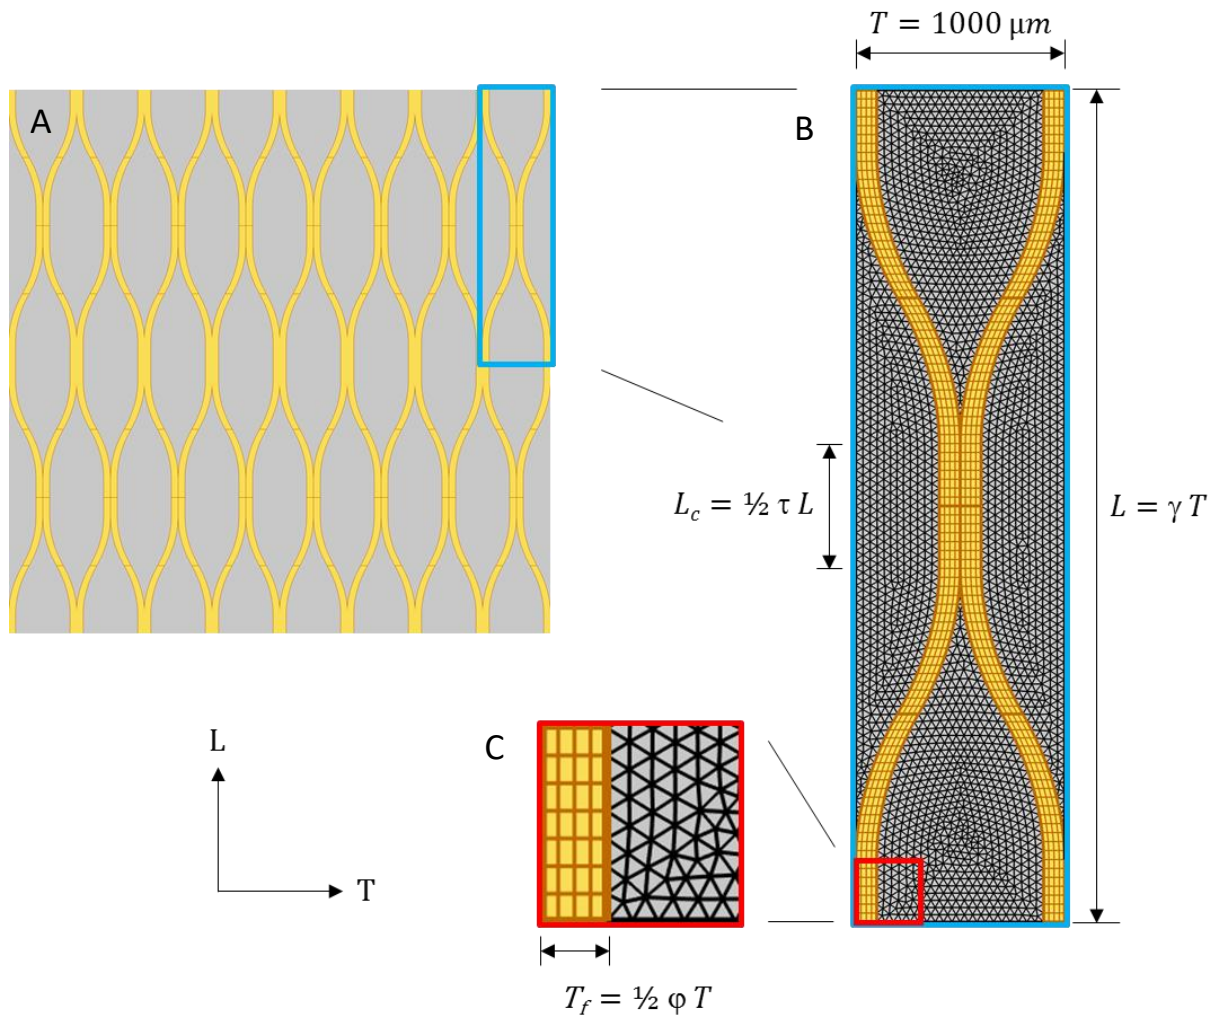 T = 1000 μm
A
B
L_c = ½ τ L
L = γ T
L
C
T
T_f = ½ φ T